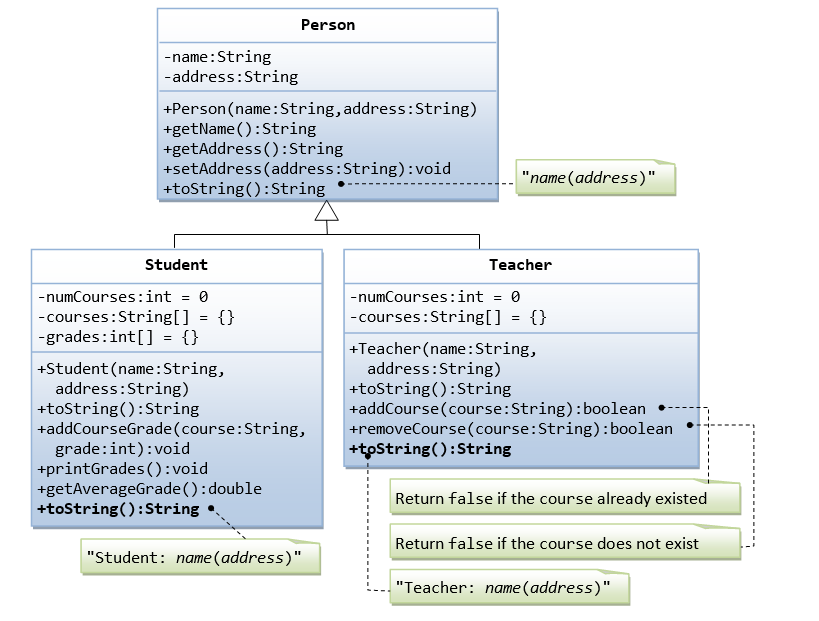 Person
-name:String
-address:String
+Person(name:String,address:String)
+getName():String
+getAddress():String
+setAddress(address:String):void
+toString():String
"name(address)"
Student
-numCourses:int = 0
-courses:String[] = {}
-grades:int[] = {}
+Student(name:String,
address:String)
+toString():String
+addCourseGrade(course:String,
grade:int):void
+printGrades():void
+getAverageGrade():double
+toString():String
"Student: name(address)"
Teacher
-numCourses:int = 0
-courses:String[] = {}
+Teacher(name:String,
address:String)
+toString():String
+addCourse(course:String):boolean
+removeCourse(course:String):boolean
+toString():String
Return false if the course already existed
Return false if the course does not exist
"Teacher: name(address)"